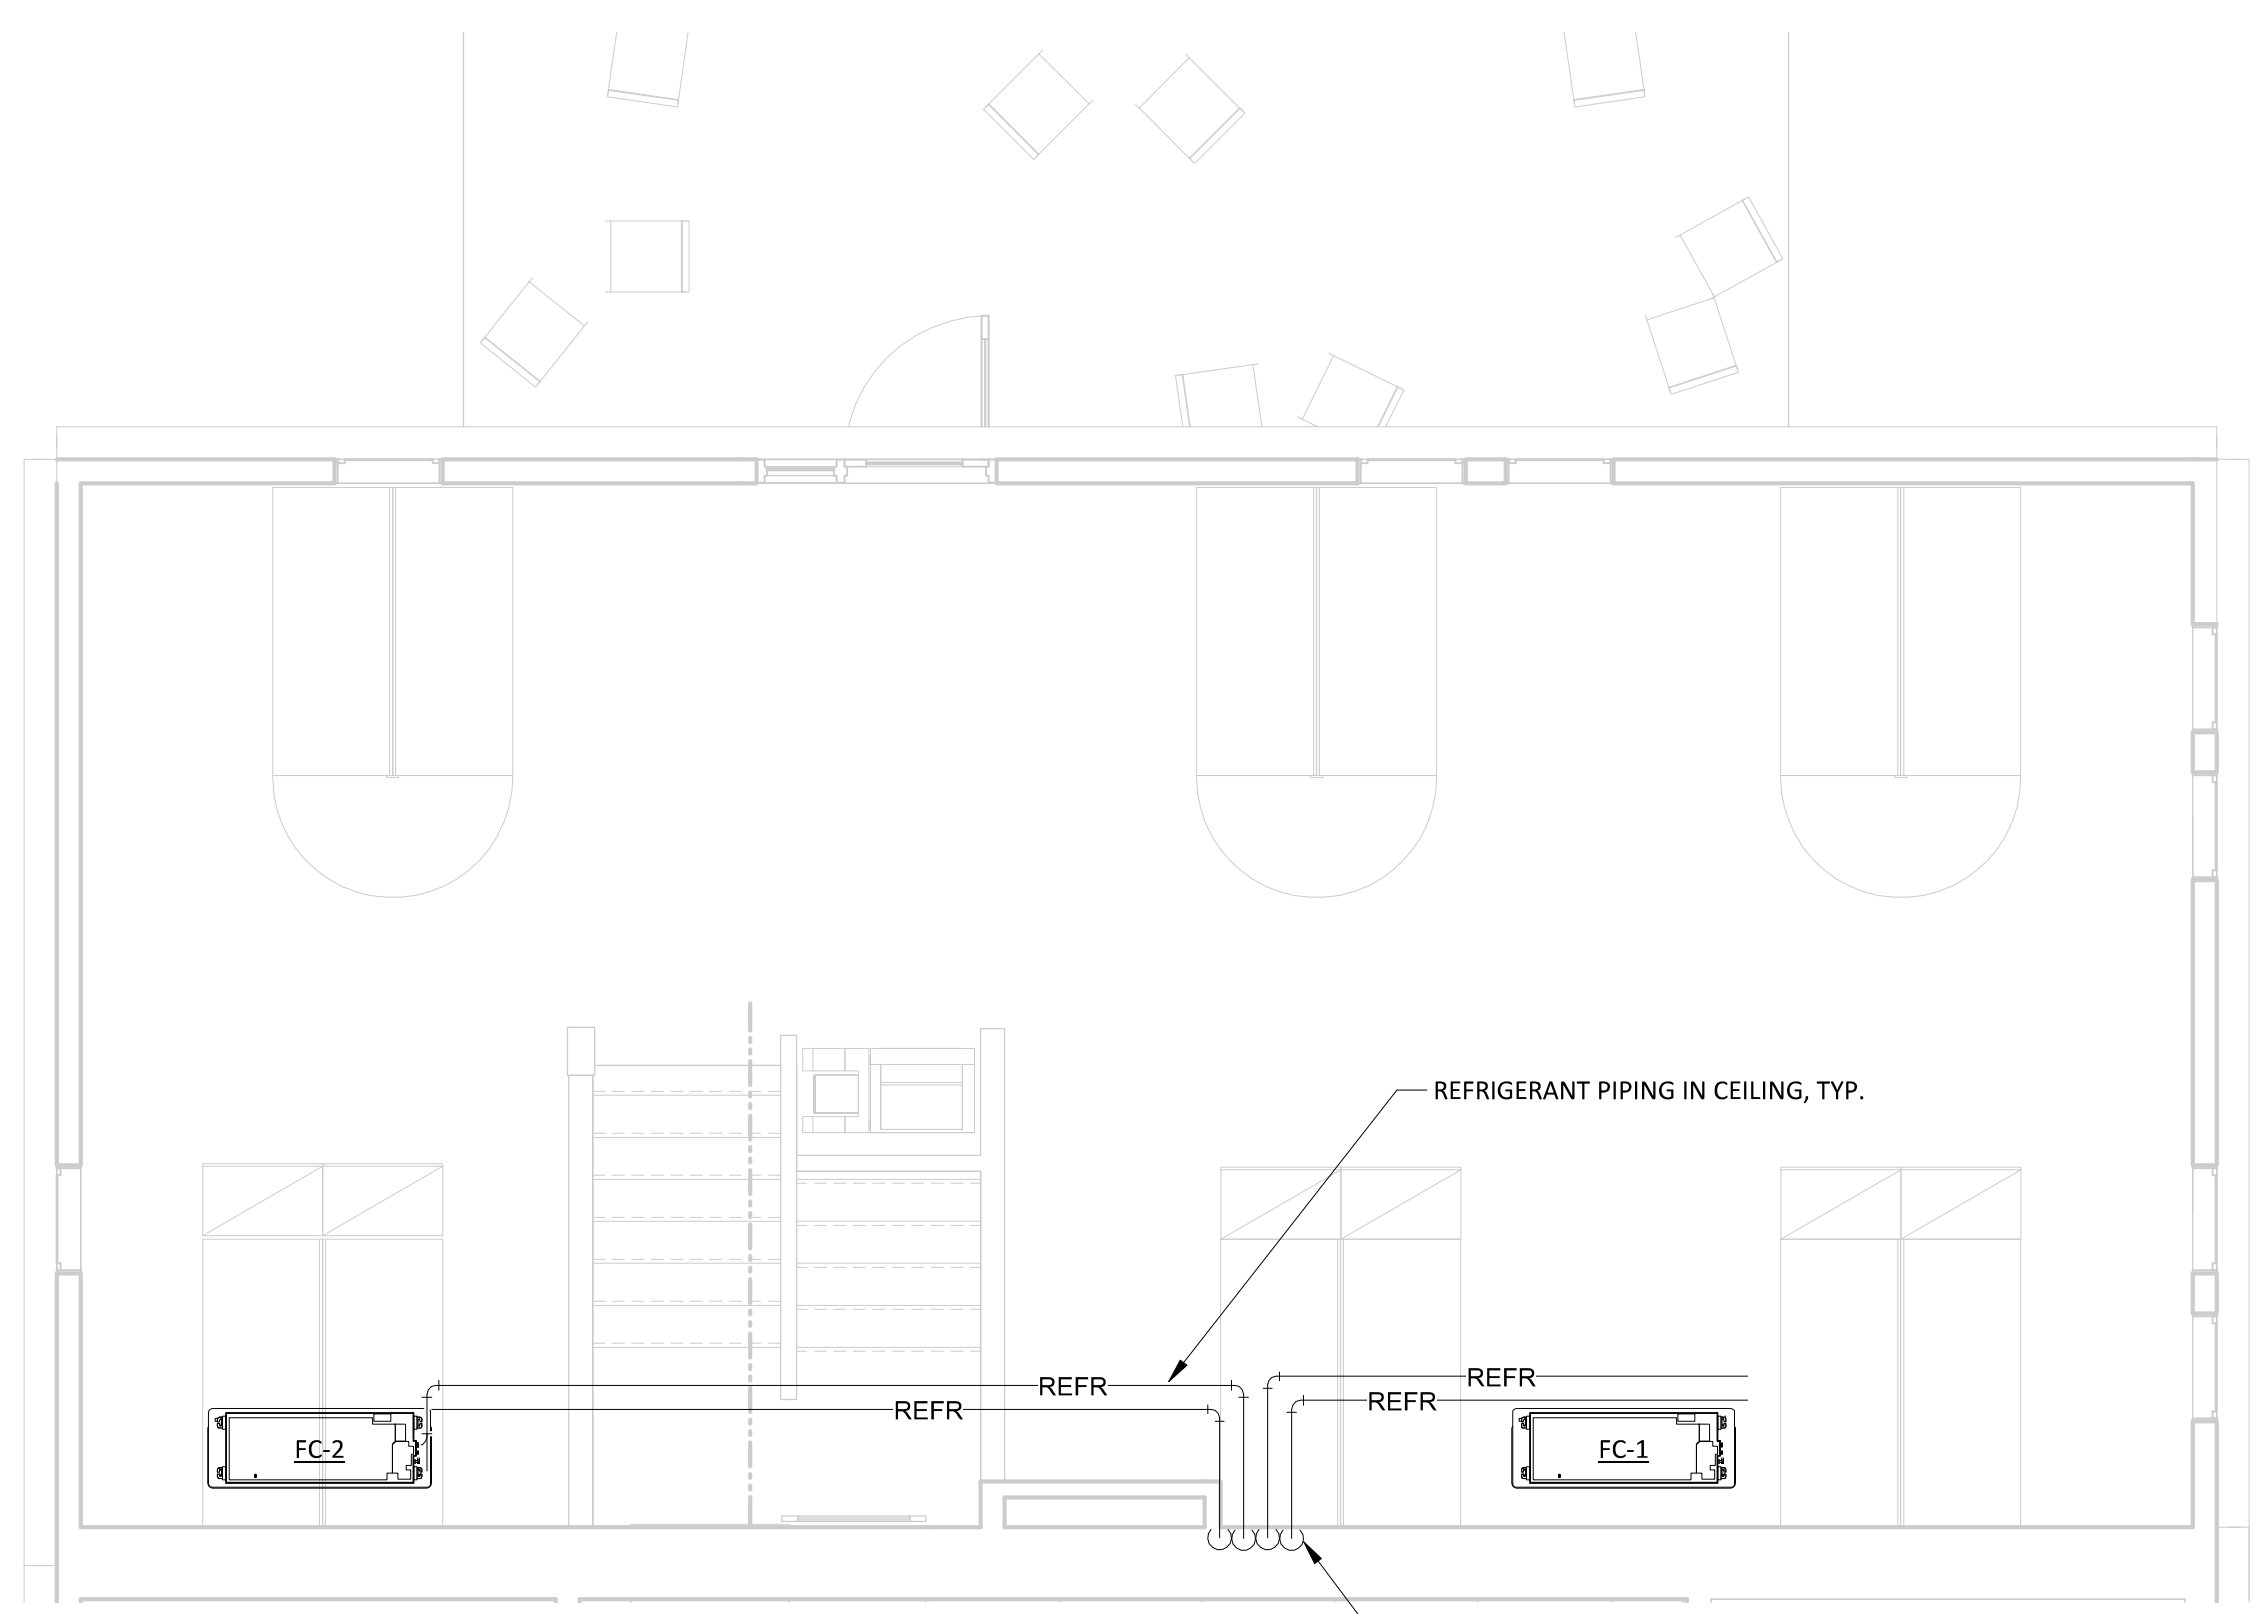 REFRIGERANT PIPING IN CEILING, TYP.
REFR
REFR
REFR
REFR
FC-2
FC-1